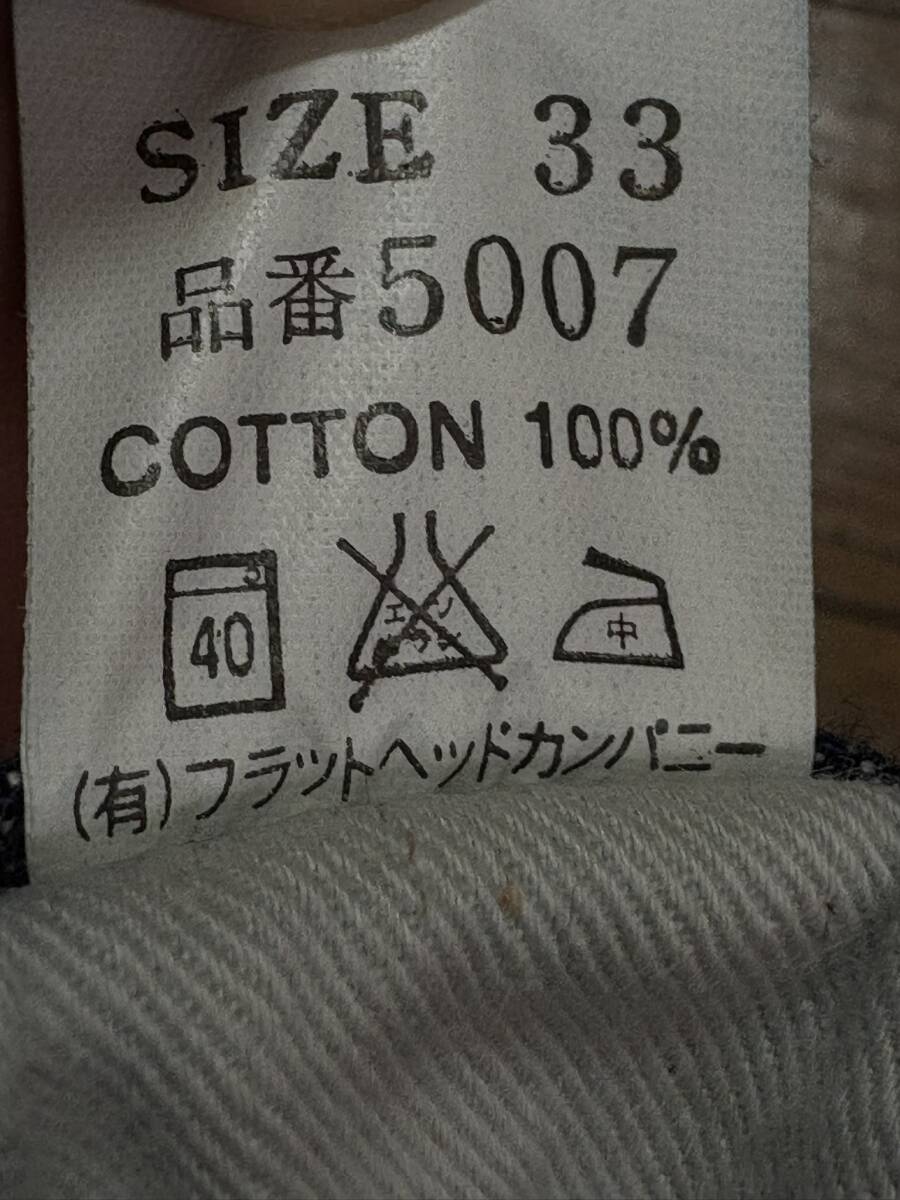 SIZE 33
品番5007
COTTON 100%
40 中
(有)フラットヘッドカンパニー